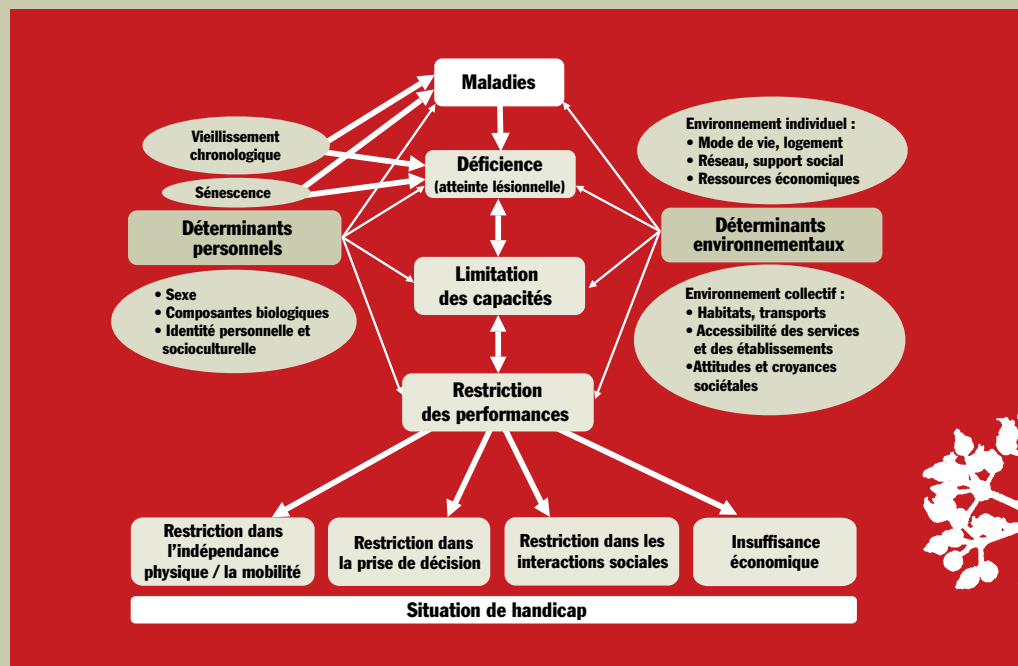 Maladies
Vieillissement
chronologique
Déficience
(atteinte lésionnelle)
Sénescence
Déterminants
personnels
• Sexe
• Composantes biologiques
• Identité personnelle et
socioculturelle
Environnement individuel :
• Mode de vie, logement
• Réseau, support social
• Ressources économiques
Déterminants
environnementaux
Limitation
des capacités
Environnement collectif :
• Habitats, transports
• Accessibilité des services
et des établissements
•Attitudes et croyances
sociétales
Restriction
des performances
Restriction dans
l'indépendance
physique / la mobilité
Restriction dans
la prise de décision
Restriction dans les
interactions sociales
Insuffisance
économique
Situation de handicap